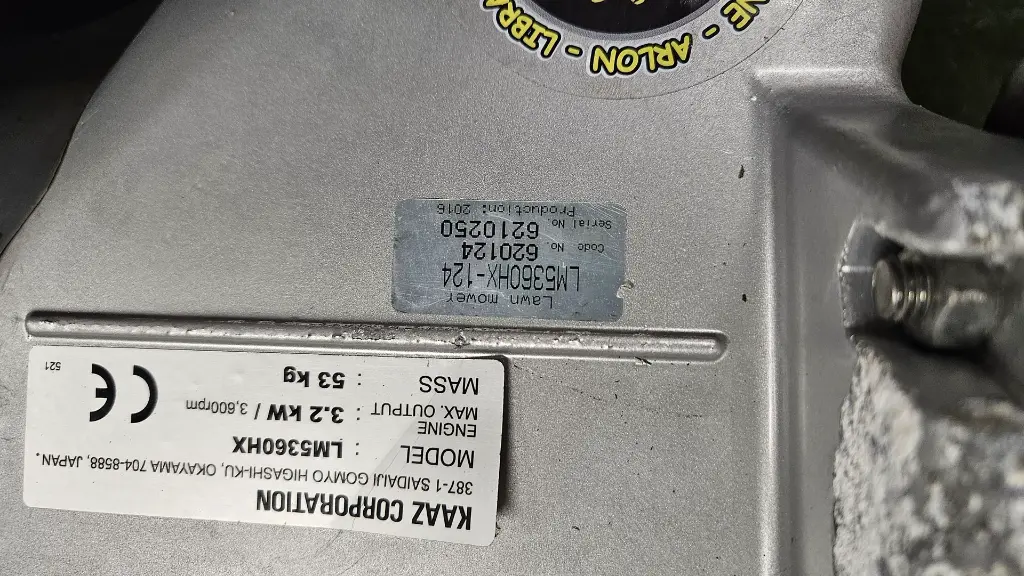 KAAZ CORPORATION
387-1 SAIDAIJI GOMYO HIGASHI-KU, OKAYAMA 704-8588, JAPAN.
MODEL : LM5360HX
ENGINE
MAX. OUTPUT : 3.2 kW / 3,600rpm
MASS : 53 kg
CE
521
Lawn mower
LM5360HX-124
Code No. 620124
Serial No. 6210250
Production: 2016
- ARLON -